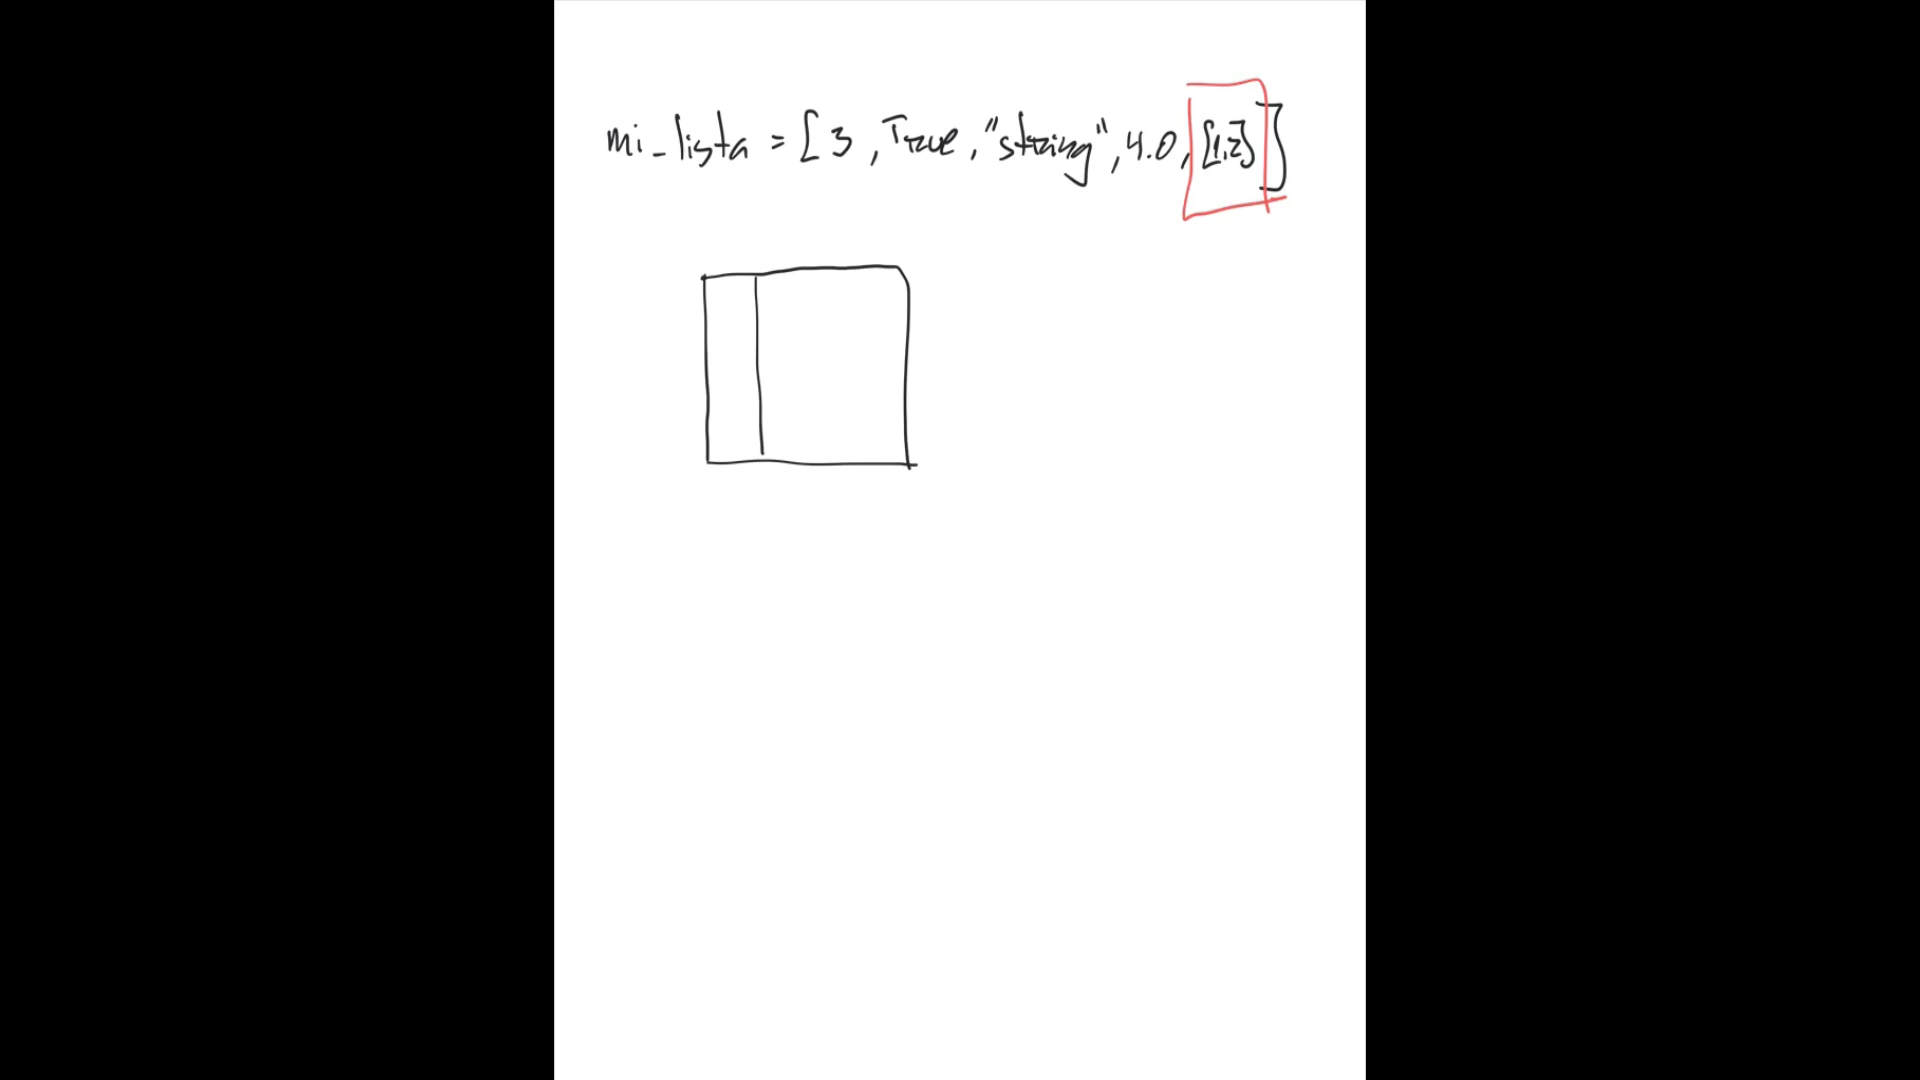 mi_lista = [3, True, "string", 4.0, [1,2]]